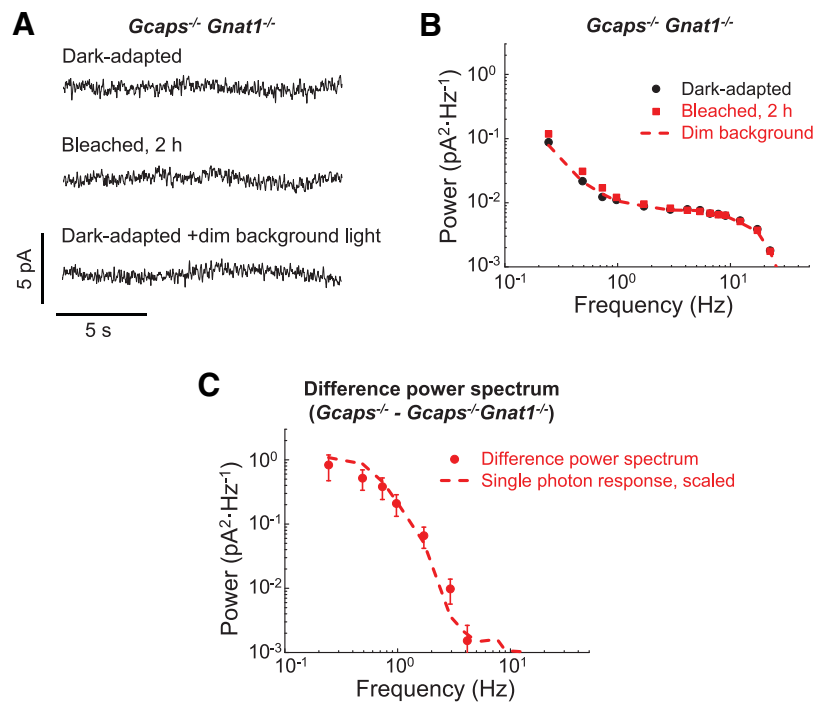 A
Gcaps-/- Gnat1-/-
Dark-adapted
Bleached, 2 h
Dark-adapted +dim background light
5 pA
5 s
B
Gcaps-/- Gnat1-/-
Dark-adapted
Bleached, 2 h
Dim background
Power (pA²·Hz⁻¹)
10⁰
10⁻¹
10⁻²
10⁻³
10⁻¹
10⁰
10¹
Frequency (Hz)
C
Difference power spectrum
(Gcaps-/- - Gcaps-/-Gnat1-/-)
Difference power spectrum
Single photon response, scaled
Power (pA²·Hz⁻¹)
10⁰
10⁻¹
10⁻²
10⁻³
10⁻¹
10⁰
10¹
Frequency (Hz)